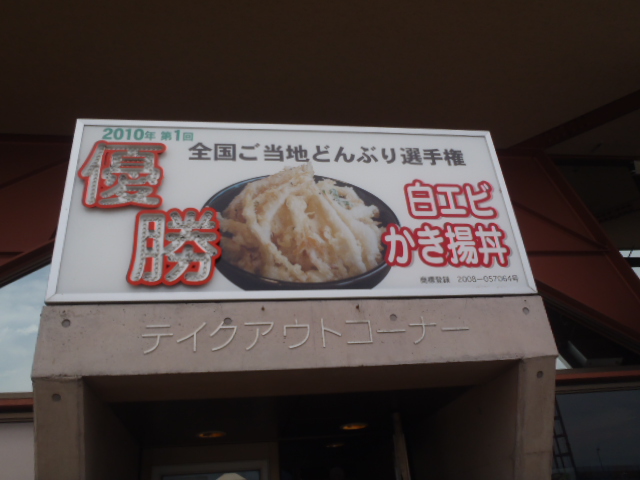 2010年 第1回
全国ご当地どんぶり選手権
優勝
白エビ
かき揚丼
商標登録 2008-057064号
テイクアウトコーナー